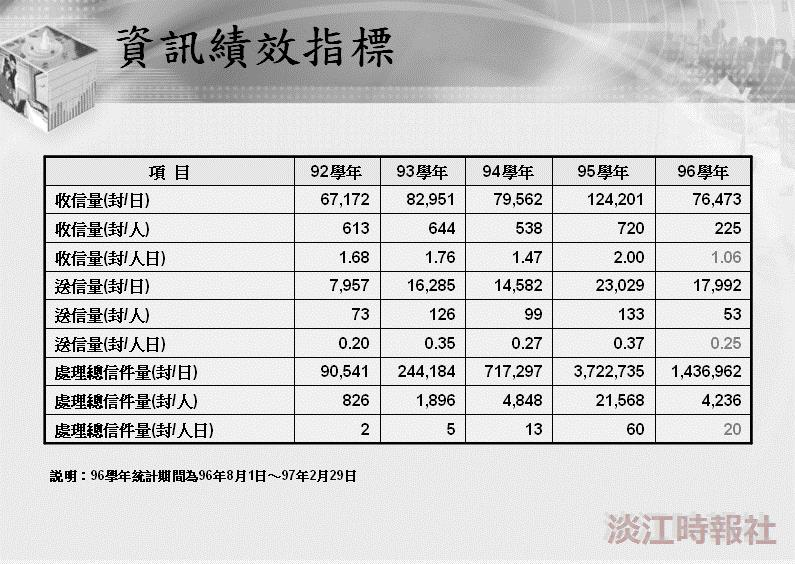 資訊績效指標
項 目 92學年 93學年 94學年 95學年 96學年
收信量(封/日) 67,172 82,951 79,562 124,201 76,473
收信量(封/人) 613 644 538 720 225
收信量(封/人日) 1.68 1.76 1.47 2.00 1.06
送信量(封/日) 7,957 16,285 14,582 23,029 17,992
送信量(封/人) 73 126 99 133 53
送信量(封/人日) 0.20 0.35 0.27 0.37 0.25
處理總信件量(封/日) 90,541 244,184 717,297 3,722,735 1,436,962
處理總信件量(封/人) 826 1,896 4,848 21,568 4,236
處理總信件量(封/人日) 2 5 13 60 20
說明：96學年統計期間為96年8月1日～97年2月29日
淡江時報社